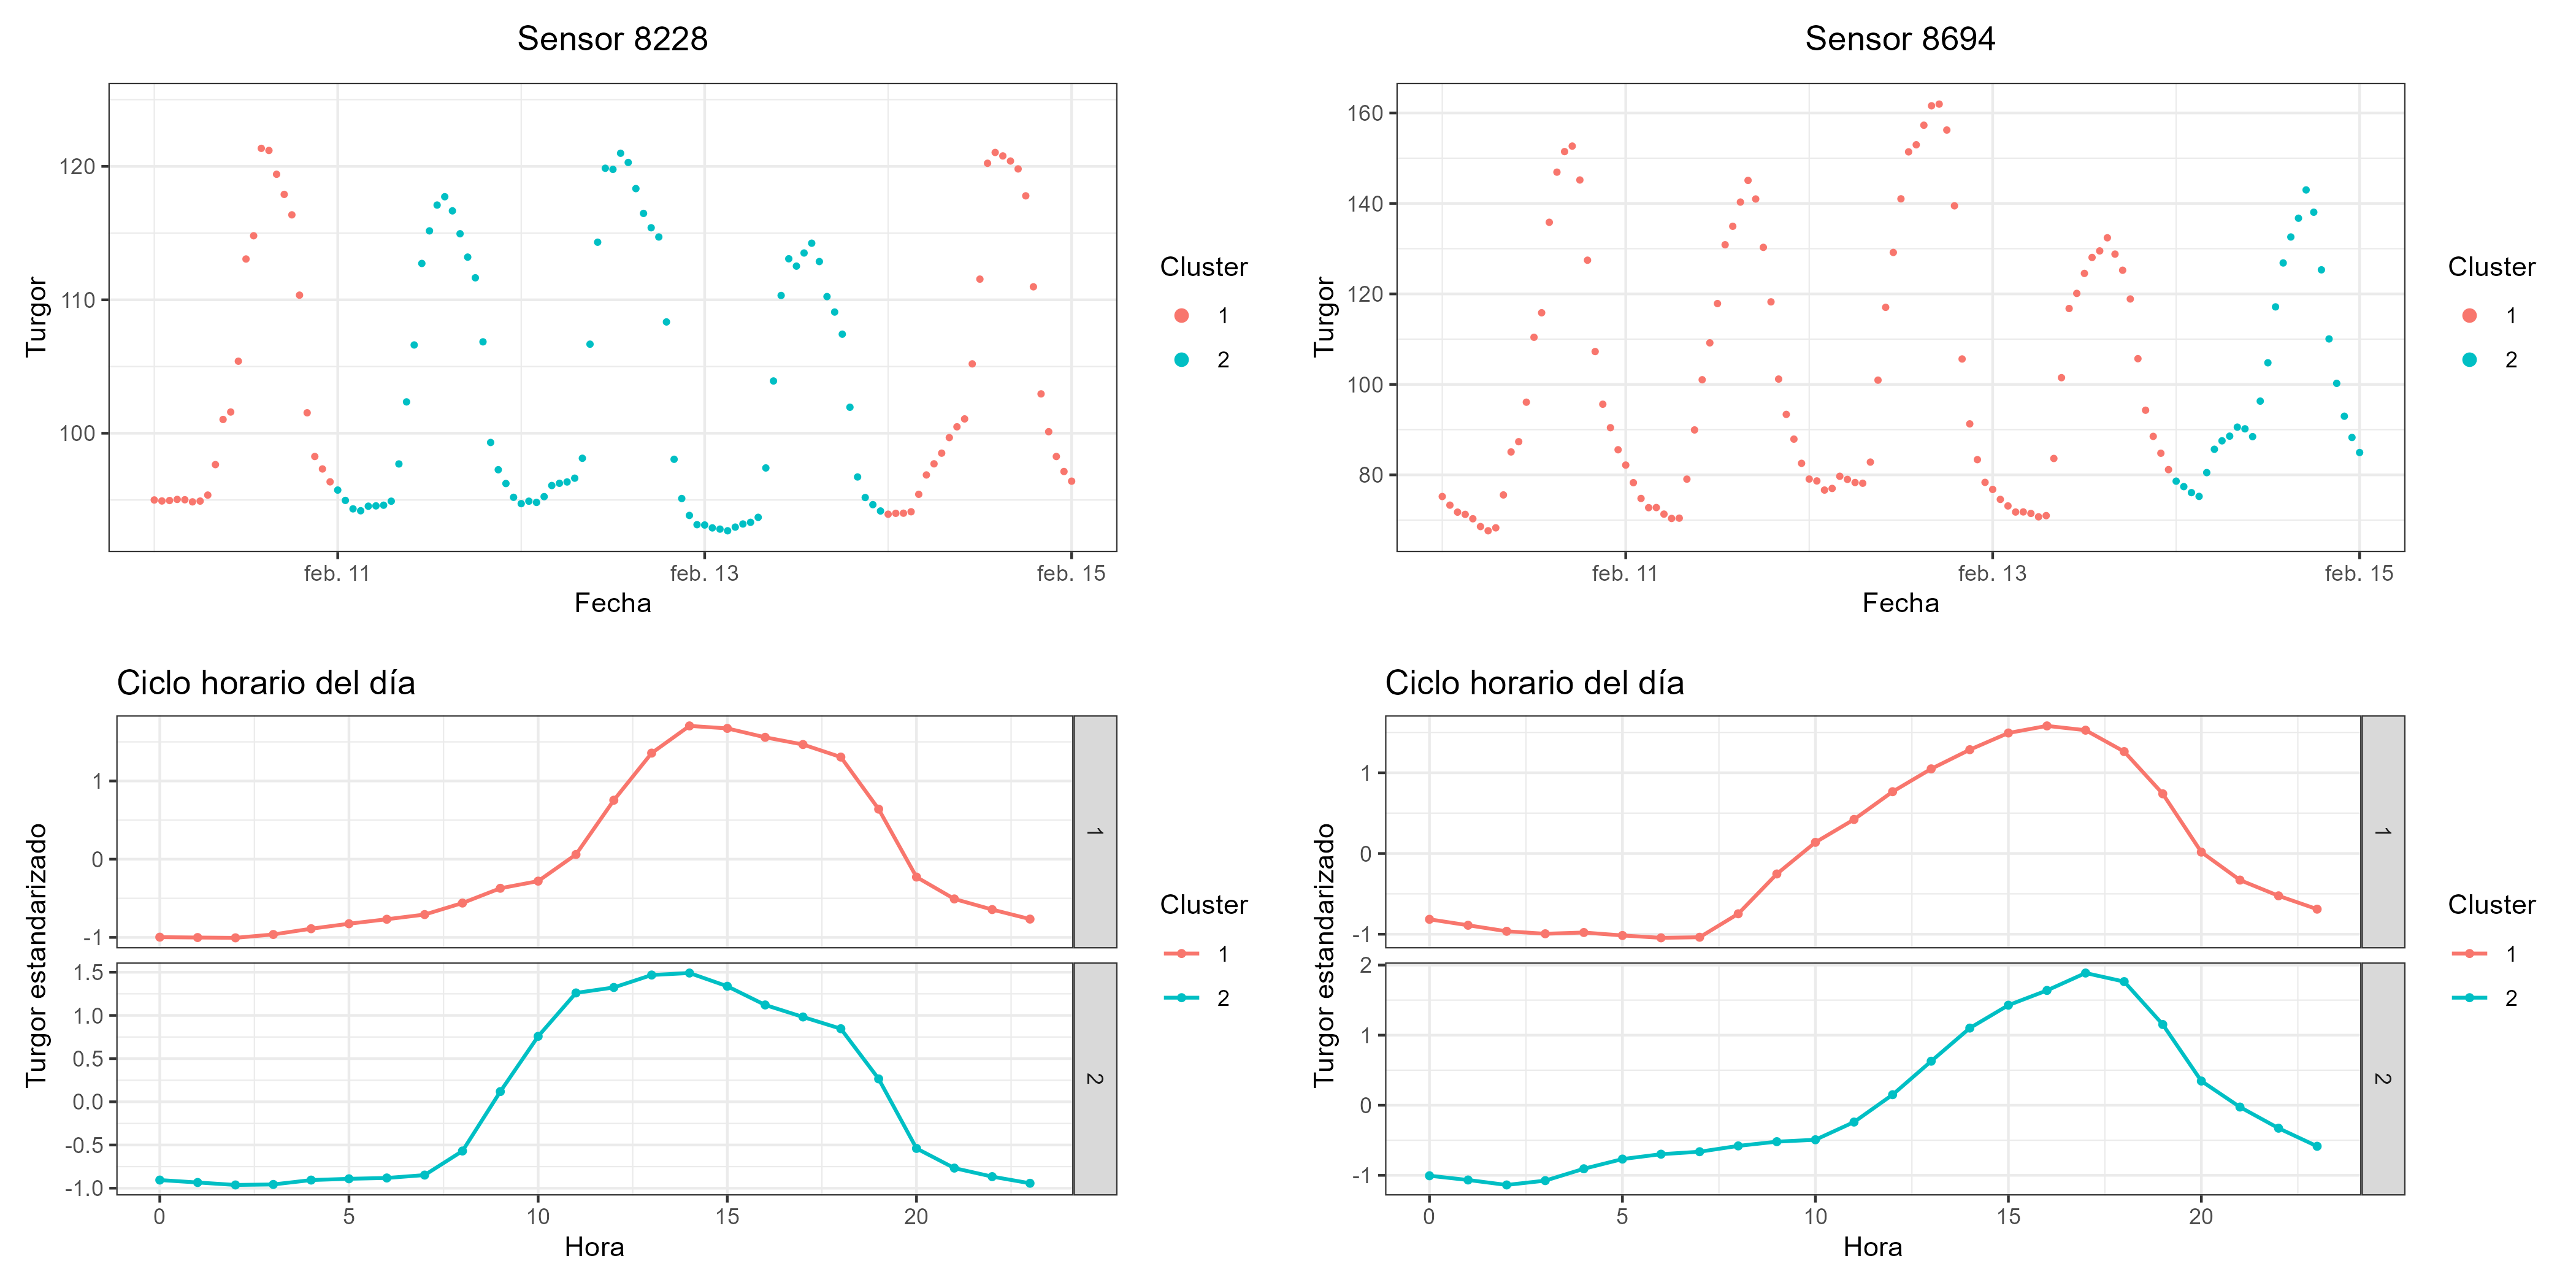 Sensor 8228
Turgor
120
110
100
feb. 11
feb. 13
feb. 15
Fecha
Cluster
1
2
Sensor 8694
Turgor
160
140
120
100
80
feb. 11
feb. 13
feb. 15
Fecha
Cluster
1
2
Ciclo horario del día
Turgor estandarizado
1
0
-1
1
1.5
1.0
0.5
0.0
-0.5
-1.0
2
0
5
10
15
20
Hora
Cluster
1
2
Ciclo horario del día
Turgor estandarizado
1
0
-1
1
2
1
0
-1
2
0
5
10
15
20
Hora
Cluster
1
2